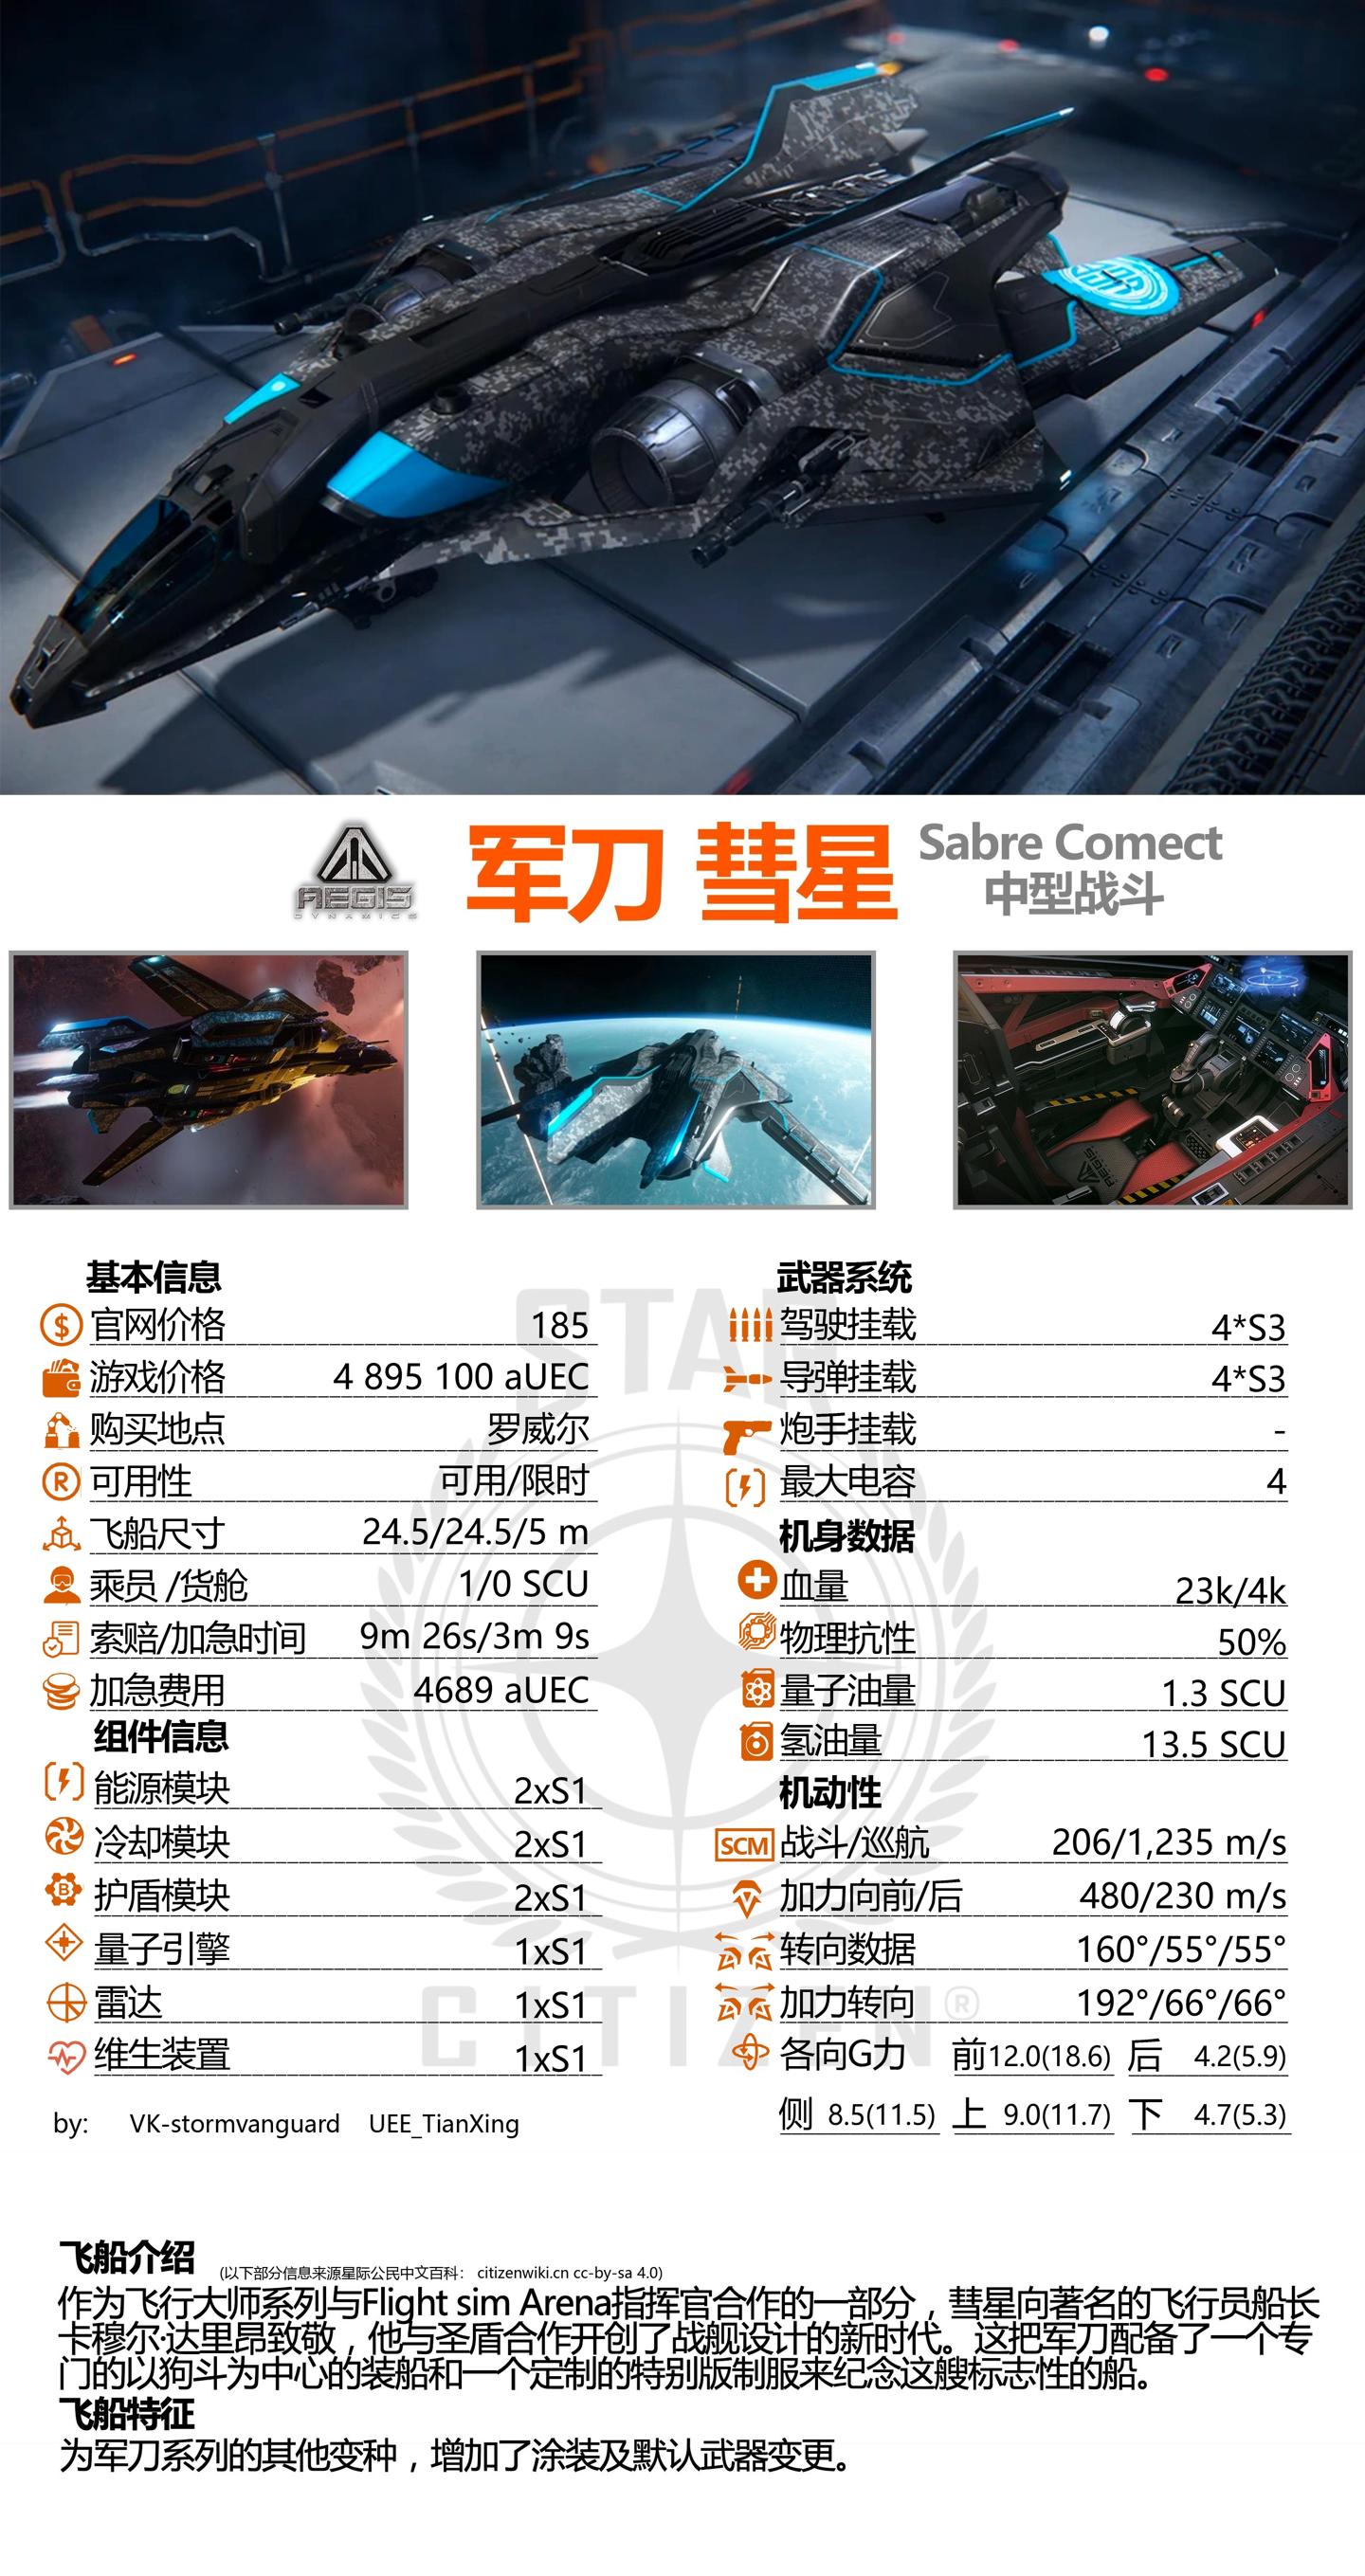 AEGIS
DYNAMICS
军刀 彗星
Sabre Comect
中型战斗
基本信息
官网价格 185
游戏价格 4 895 100 aUEC
购买地点 罗威尔
可用性 可用/限时
飞船尺寸 24.5/24.5/5 m
乘员 /货舱 1/0 SCU
索赔/加急时间 9m 26s/3m 9s
加急费用 4689 aUEC
组件信息
能源模块 2xS1
冷却模块 2xS1
护盾模块 2xS1
量子引擎 1xS1
雷达 1xS1
维生装置 1xS1
by: VK-stormvanguard UEE_TianXing
武器系统
驾驶挂载 4*S3
导弹挂载 4*S3
炮手挂载 -
最大电容 4
机身数据
血量 23k/4k
物理抗性 50%
量子油量 1.3 SCU
氢油量 13.5 SCU
机动性
SCM 战斗/巡航 206/1,235 m/s
加力向前/后 480/230 m/s
转向数据 160°/55°/55°
加力转向 192°/66°/66°
各向G力 前12.0(18.6) 后 4.2(5.9)
侧 8.5(11.5) 上 9.0(11.7) 下 4.7(5.3)
STAR
CITIZEN®
飞船介绍 (以下部分信息来源星际公民中文百科： citizenwiki.cn cc-by-sa 4.0)
作为飞行大师系列与Flight sim Arena指挥官合作的一部分，彗星向著名的飞行员船长
卡穆尔·达里昂致敬，他与圣盾合作开创了战舰设计的新时代。这把军刀配备了一个专
门的以狗斗为中心的装船和一个定制的特别版制服来纪念这艘标志性的船。
飞船特征
为军刀系列的其他变种，增加了涂装及默认武器变更。